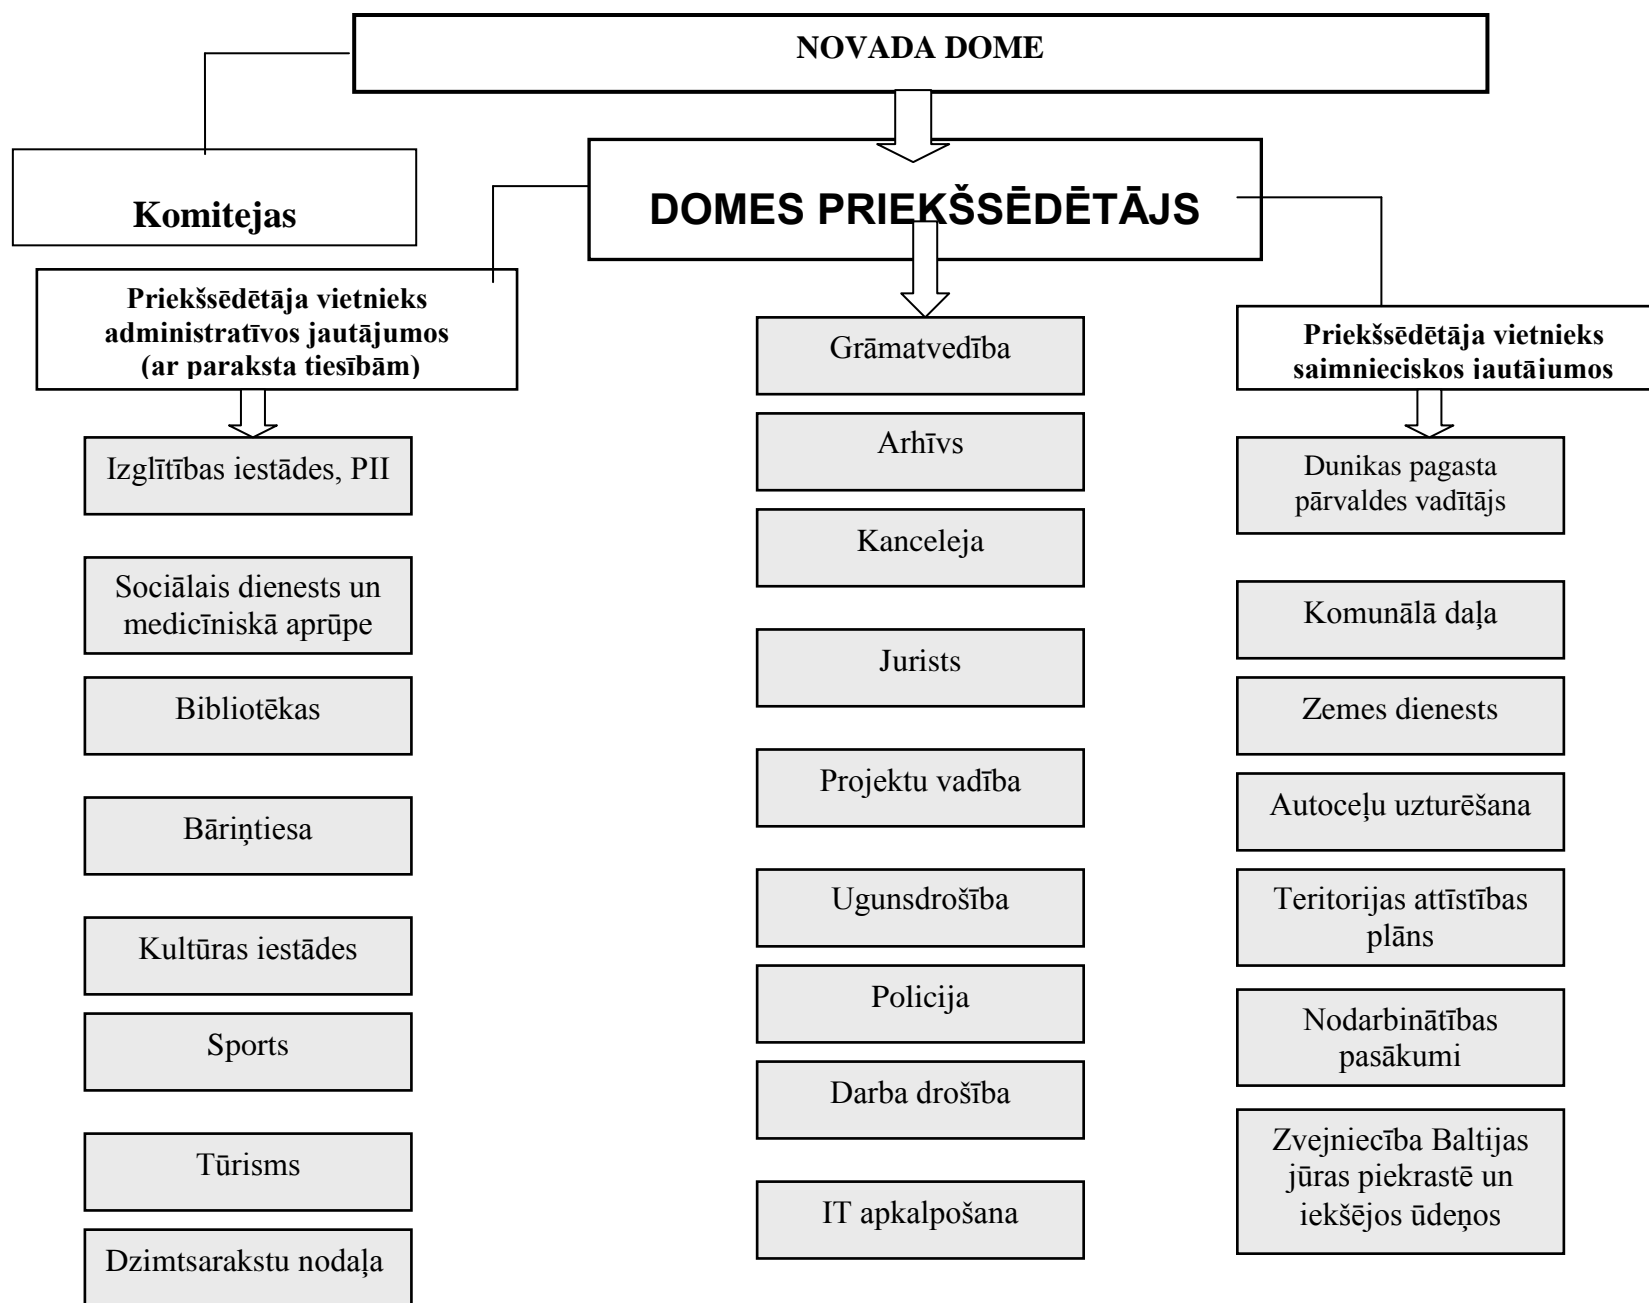 NOVADA DOME
Komitejas
DOMES PRIEKŠSĒDĒTĀJS
Priekšsēdētāja vietnieks
administratīvos jautājumos
(ar paraksta tiesībām)
Izglītības iestādes, PII
Sociālais dienests un
medicīniskā aprūpe
Bibliotēkas
Bāriņtiesa
Kultūras iestādes
Sports
Tūrisms
Dzimtsarakstu nodaļa
Grāmatvedība
Arhīvs
Kanceleja
Jurists
Projektu vadība
Ugunsdrošība
Policija
Darba drošība
IT apkalpošana
Priekšsēdētāja vietnieks
saimnieciskos jautājumos
Dunikas pagasta
pārvaldes vadītājs
Komunālā daļa
Zemes dienests
Autoceļu uzturēšana
Teritorijas attīstības
plāns
Nodarbinātības
pasākumi
Zvejniecība Baltijas
jūras piekrastē un
iekšējos ūdeņos